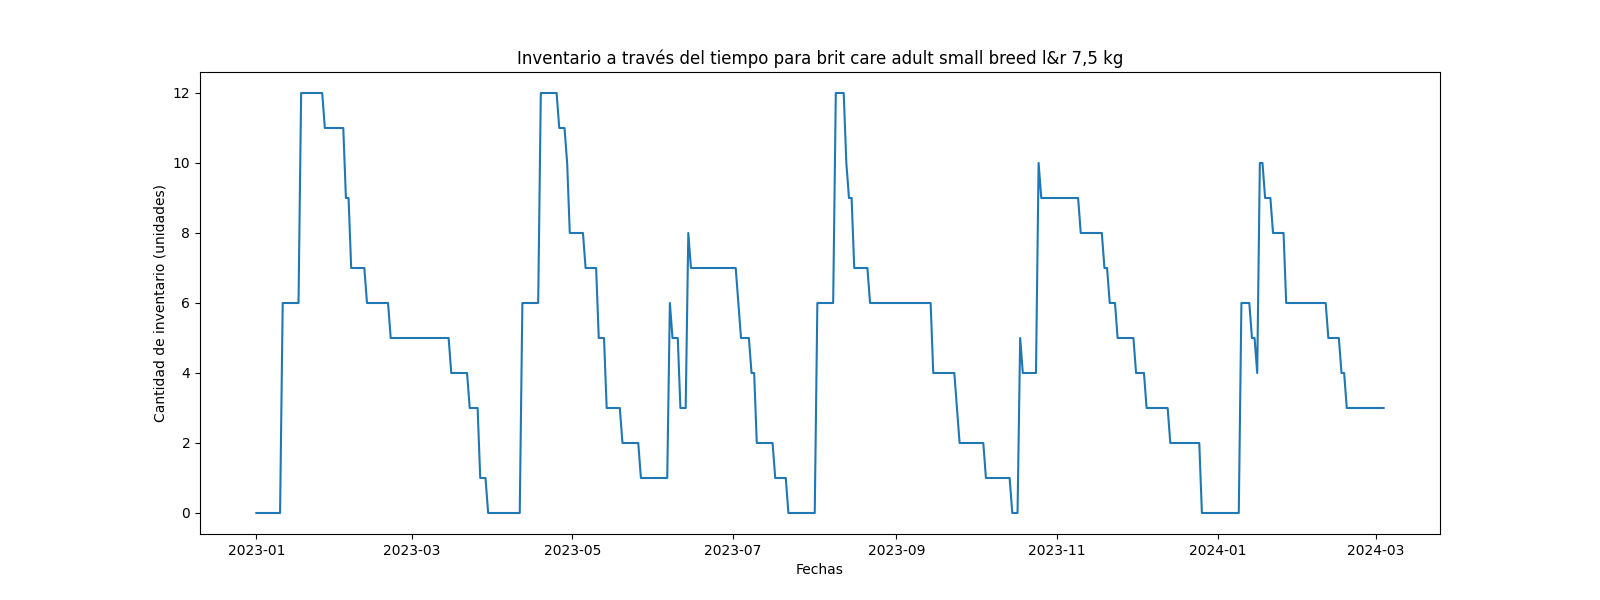 Inventario a través del tiempo para brit care adult small breed l&r 7,5 kg
Cantidad de inventario (unidades)
12
10
8
6
4
2
0
2023-01 2023-03 2023-05 2023-07 2023-09 2023-11 2024-01 2024-03
Fechas